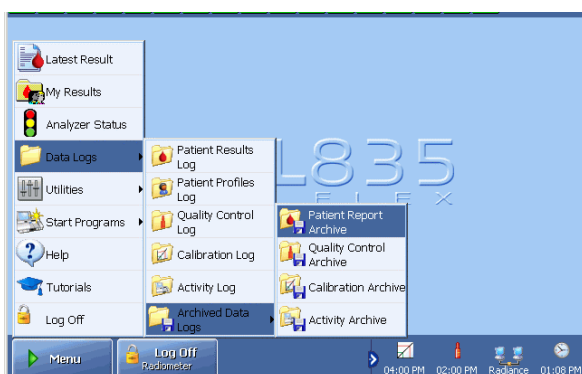 Latest Result
My Results
Analyzer Status
Data Logs
Utilities
Start Programs
Help
Tutorials
Log Off
Patient Results
Log
Patient Profiles
Log
Quality Control
Log
Calibration Log
Activity Log
Archived Data
Logs
Patient Report
Archive
Quality Control
Archive
Calibration Archive
Activity Archive
L835
FLEX
Menu
Log Off
Radiometer
04:00 PM
02:00 PM
Radiance
01:08 PM